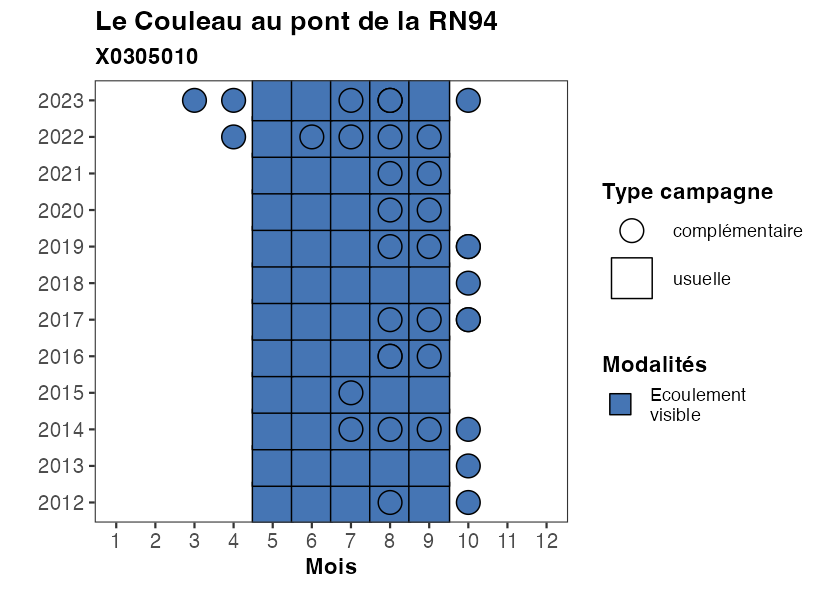 Le Couleau au pont de la RN94
X0305010
2023
2022
2021
2020
2019
2018
2017
2016
2015
2014
2013
2012
1 2 3 4 5 6 7 8 9 10 11 12
Mois
Type campagne
complémentaire
usuelle
Modalités
Ecoulement
visible